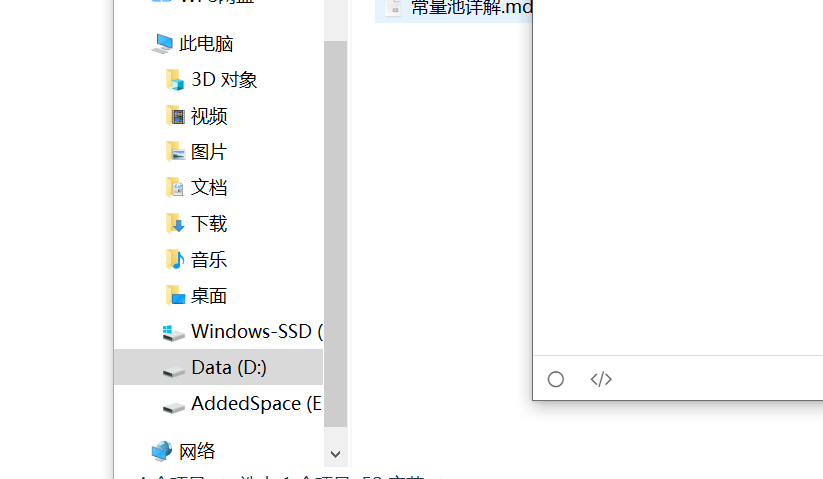 常量池详解.md
此电脑
3D 对象
视频
图片
文档
下载
音乐
桌面
Windows-SSD (
Data (D:)
AddedSpace (E
网络